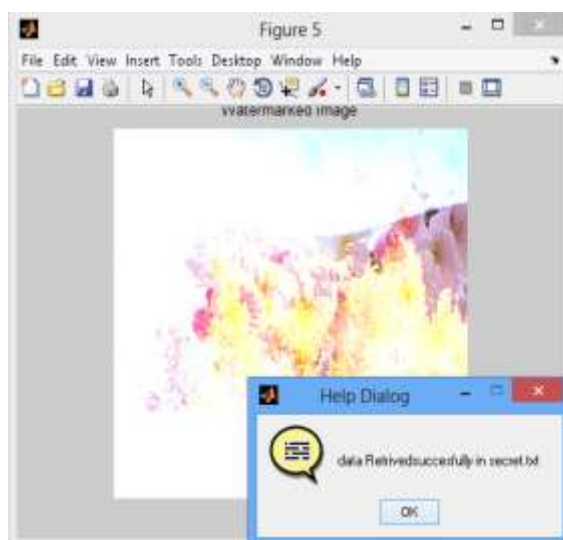 Figure 5
File Edit View Insert Tools Desktop Window Help
Watermarked Image
Help Dialog
data Retrivedsuccesfully in secret.txt
OK